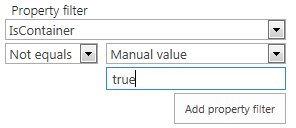 Property filter
IsContainer
Not equals Manual value
true
Add property filter